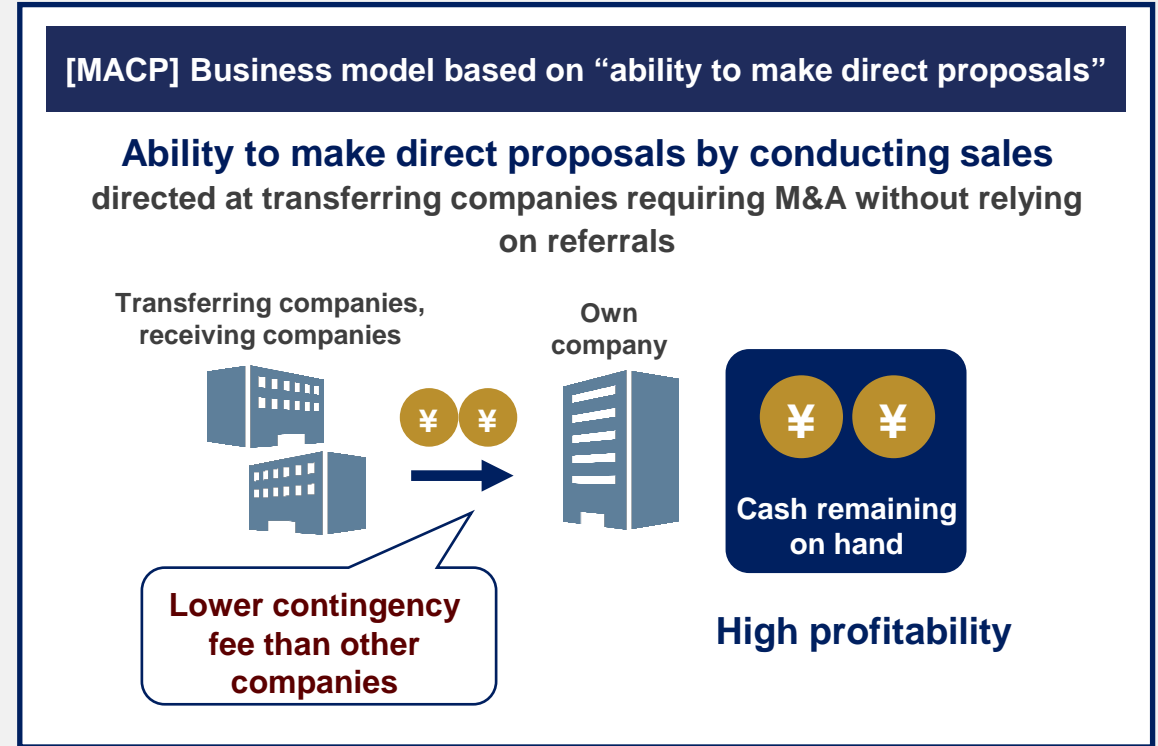 [MACP] Business model based on “ability to make direct proposals”
Ability to make direct proposals by conducting sales
directed at transferring companies requiring M&A without relying
on referrals
Transferring companies,
receiving companies
Own
company
¥ ¥
¥ ¥
Cash remaining
on hand
Lower contingency
fee than other
companies
High profitability